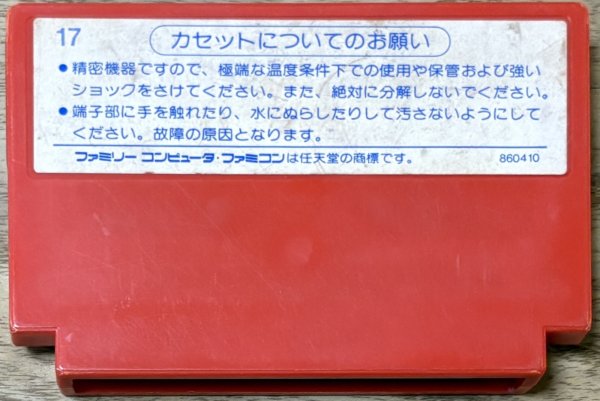 17
カセットについてのお願い
●精密機器ですので、極端な温度条件下での使用や保管および強い
ショックをさけてください。また、絶対に分解しないでください。
●端子部に手を触れたり、水にぬらしたりして汚さないようにして
ください。故障の原因となります。
ファミリー コンピュータ・ファミコンは任天堂の商標です。 860410